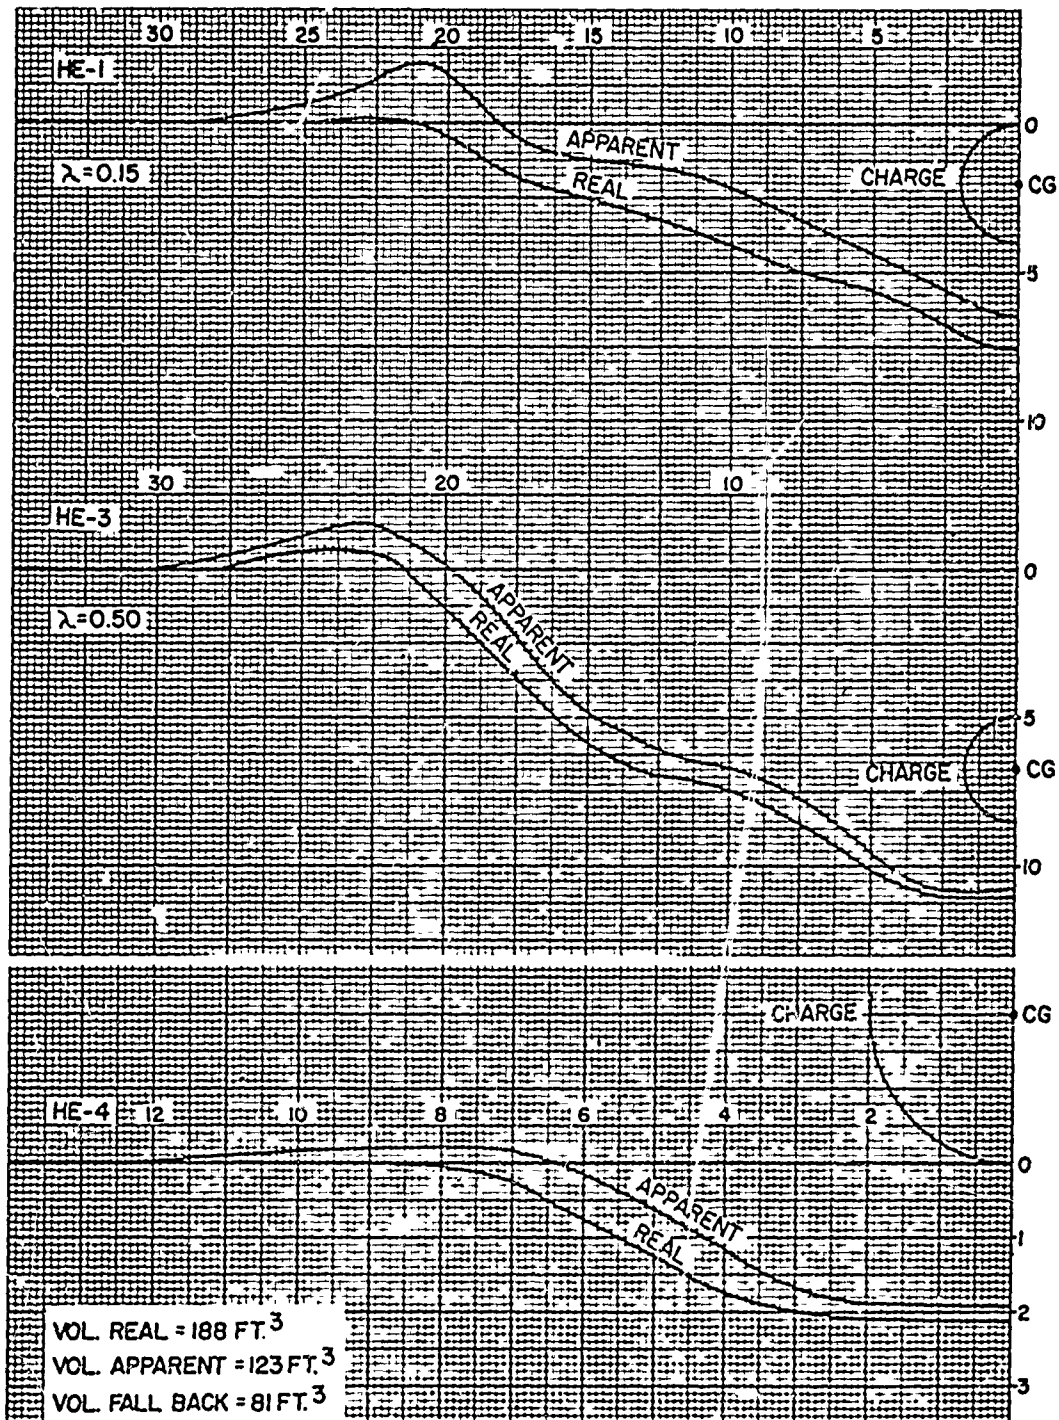 30 25 20 15 10 5
HE-1
0
APPARENT
λ=0.15
REAL
CHARGE
CG
5
10
30 20 10
HE-3
0
λ=0.50
APPARENT
REAL
5
CHARGE
CG
10
CHARGE
CG
HE-4 12 10 8 6 4 2
0
APPARENT
REAL
1
2
VOL. REAL = 188 FT.³
VOL. APPARENT = 123 FT.³
VOL. FALL BACK = 81 FT.³
3